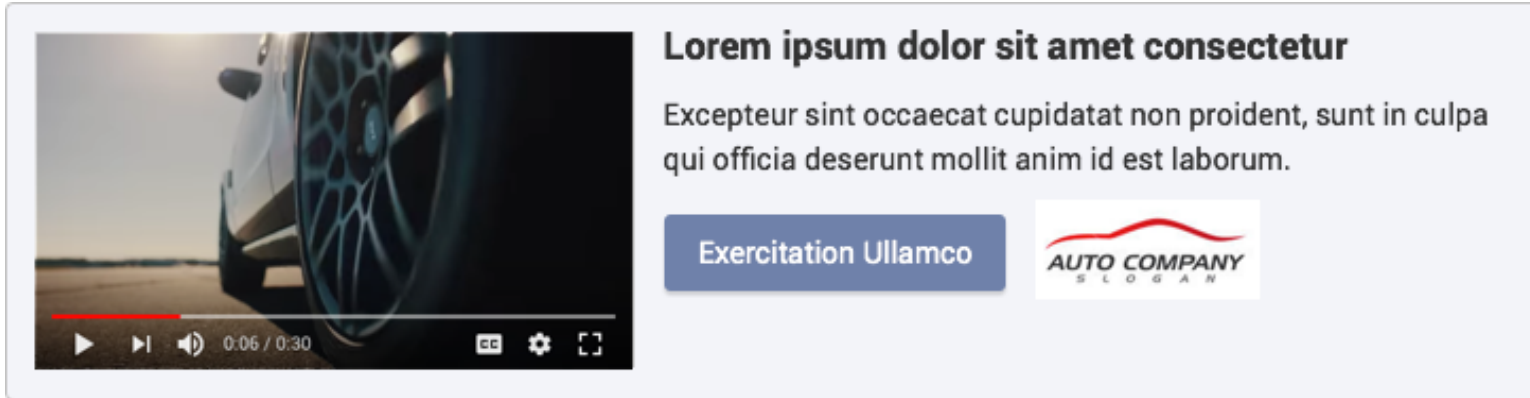 Lorem ipsum dolor sit amet consectetur
Excepteur sint occaecat cupidatat non proident, sunt in culpa
qui officia deserunt mollit anim id est laborum.
Exercitation Ullamco
AUTO COMPANY
SLOGAN
0:06 / 0:30
CC